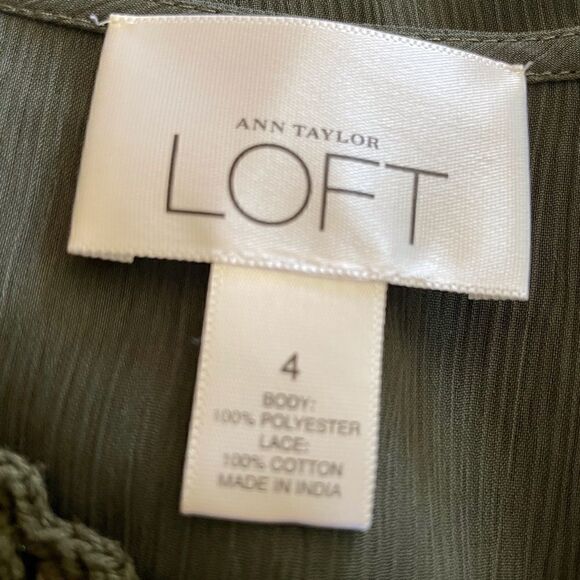 ANN TAYLOR
LOFT
4
BODY:
100% POLYESTER
LACE:
100% COTTON
MADE IN INDIA